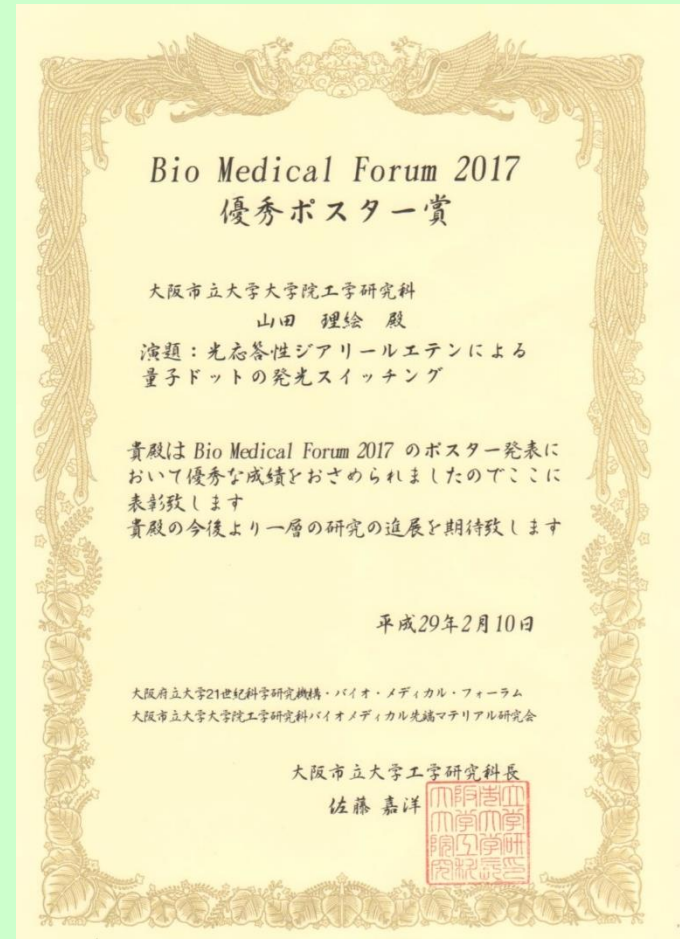 Bio Medical Forum 2017
優秀ポスター賞
大阪市立大学大学院工学研究科
山田 理絵 殿
演題：光応答性ジアリールエテンによる
量子ドットの発光スイッチング
貴殿は Bio Medical Forum 2017 のポスター発表に
おいて優秀な成績をおさめられましたのでここに
表彰致します
貴殿の今後より一層の研究の進展を期待致します
平成29年2月10日
大阪府立大学21世紀科学研究機構・バイオ・メディカル・フォーラム
大阪市立大学大学院工学研究科バイオメディカル先端マテリアル研究会
大阪市立大学工学研究科長
佐藤 嘉洋